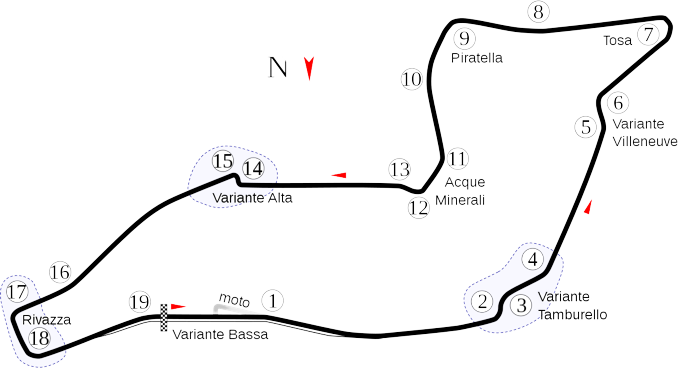 8
9
Tosa
7
Piratella
N
10
6
5
Variante
Villeneuve
15
14
13
11
Acque
Minerali
Variante Alta
12
16
4
17
moto
1
2
3
Variante
Tamburello
19
Rivazza
18
Variante Bassa